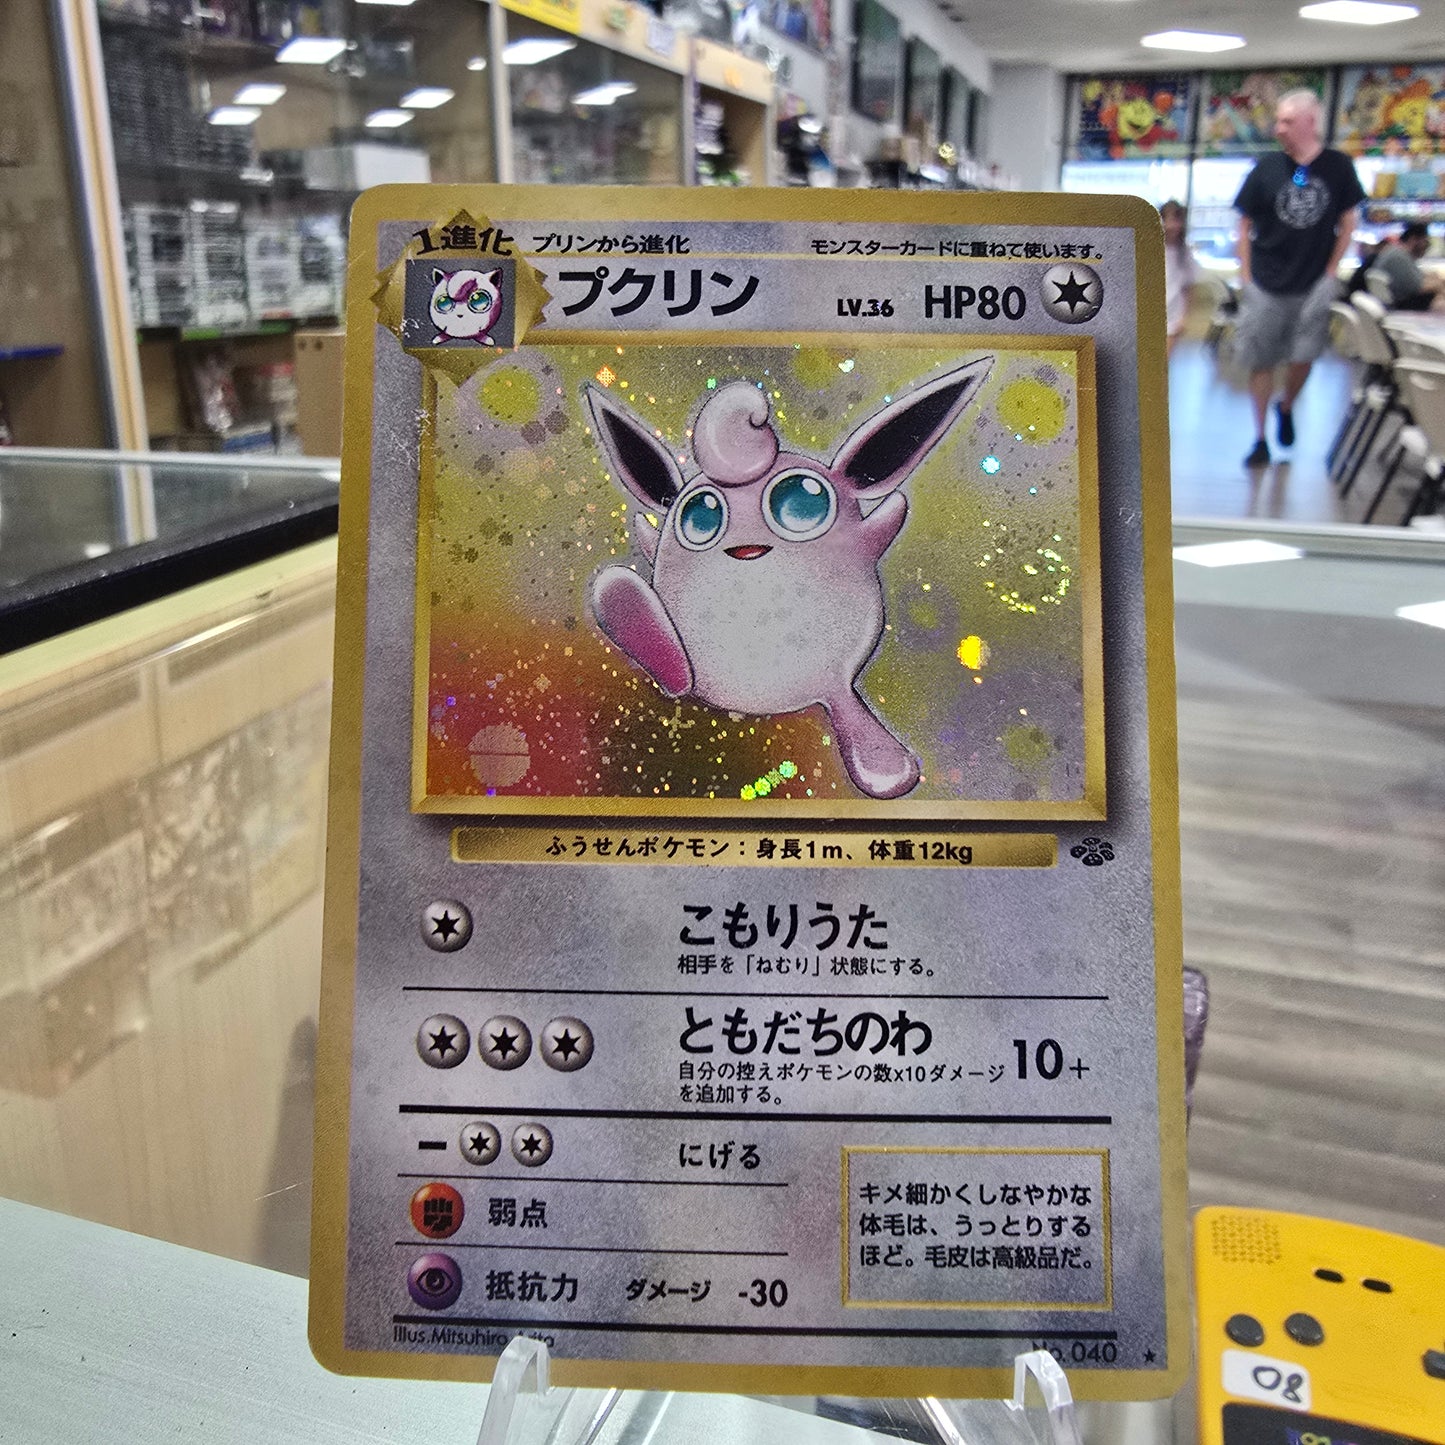 1進化 プリンから進化 モンスターカードに重ねて使います。
プクリン LV.36 HP80
ふうせんポケモン：身長1m、体重12kg
こもりうた
相手を「ねむり」状態にする。
ともだちのわ 10+
自分の控えポケモンの数x10ダメージ
を追加する。
− にげる
弱点
抵抗力 ダメージ -30
キメ細かくしなやかな
体毛は、うっとりする
ほど。毛皮は高級品だ。
Illus.Mitsuhiro Arita
No.040 ★
08